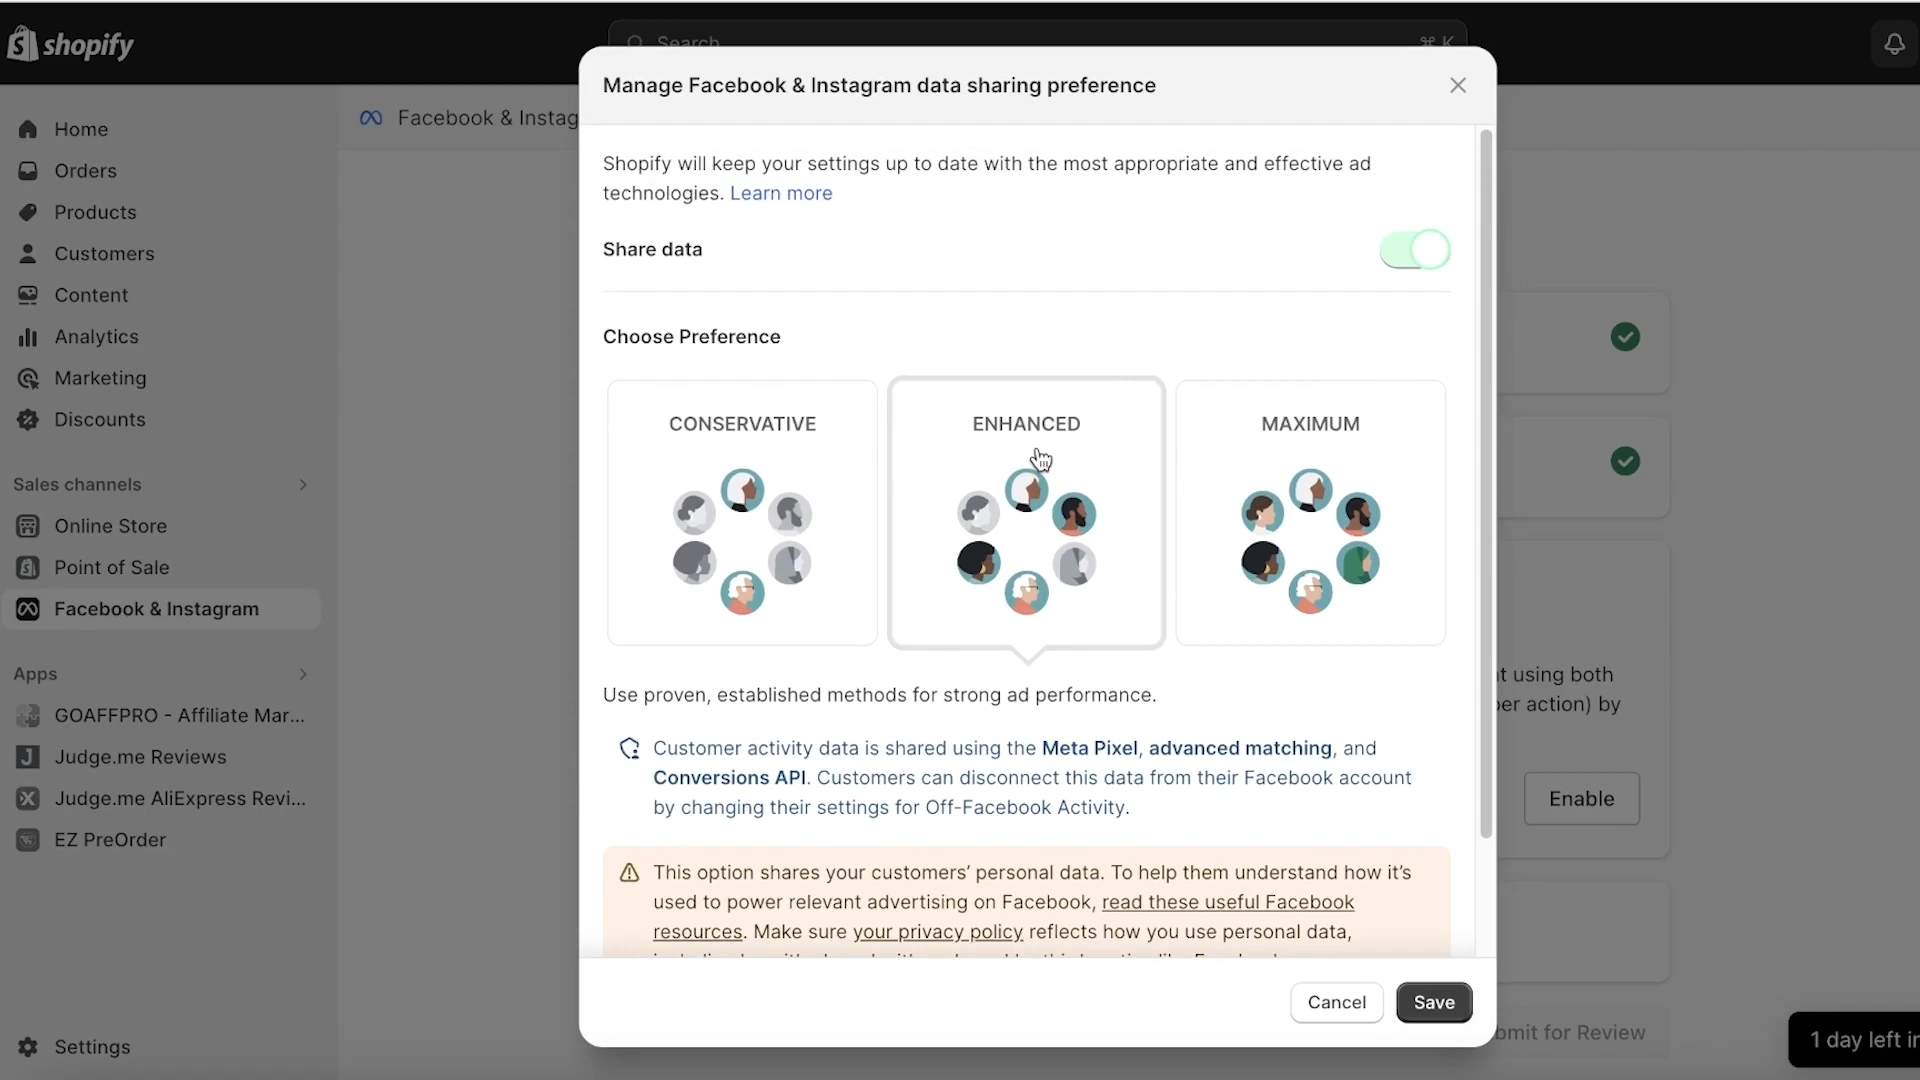 shopify
Search
⌘ K
Home
Orders
Products
Customers
Content
Analytics
Marketing
Discounts
Sales channels
Online Store
Point of Sale
Facebook & Instagram
Apps
GOAFFPRO - Affiliate Mar...
Judge.me Reviews
Judge.me AliExpress Revi...
EZ PreOrder
Settings
Facebook & Instag
Manage Facebook & Instagram data sharing preference
Shopify will keep your settings up to date with the most appropriate and effective ad
technologies. Learn more
Share data
Choose Preference
CONSERVATIVE
ENHANCED
MAXIMUM
Use proven, established methods for strong ad performance.
Customer activity data is shared using the Meta Pixel, advanced matching, and
Conversions API. Customers can disconnect this data from their Facebook account
by changing their settings for Off-Facebook Activity.
This option shares your customers’ personal data. To help them understand how it’s
used to power relevant advertising on Facebook, read these useful Facebook
resources. Make sure your privacy policy reflects how you use personal data,
Cancel
Save
t using both
er action) by
Enable
bmit for Review
1 day left in